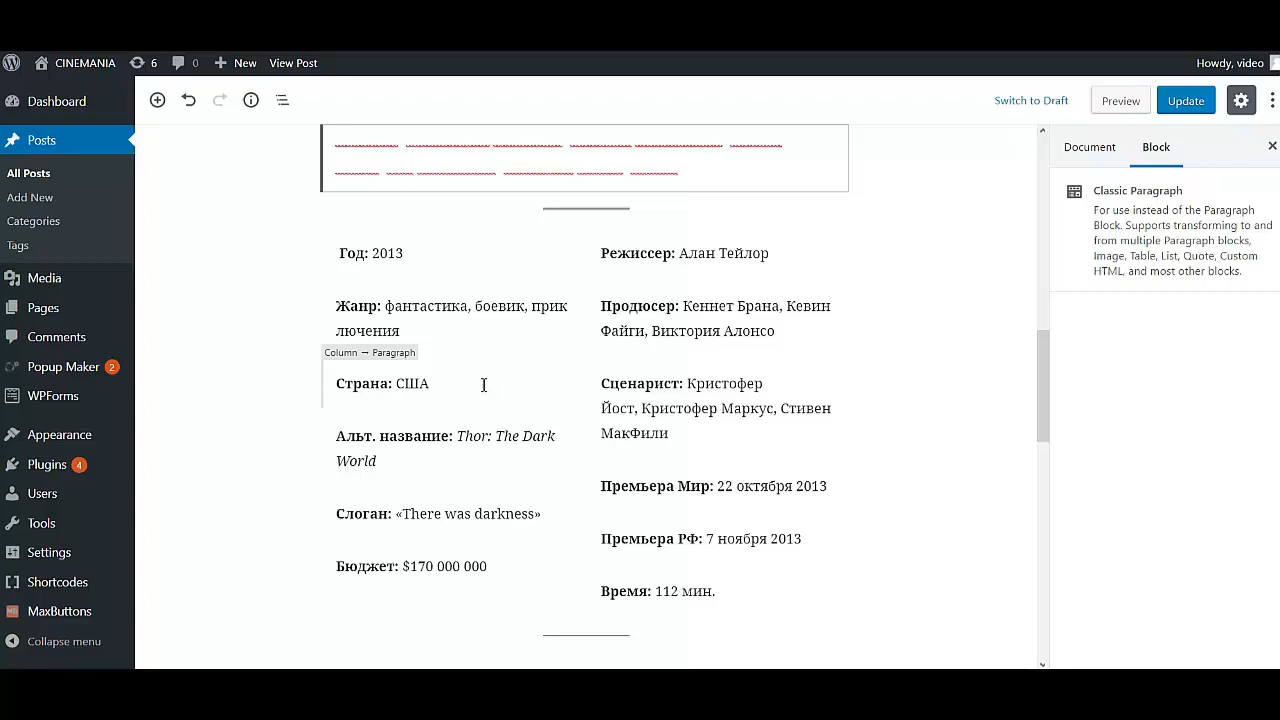 CINEMANIA
6
0
New
View Post
Howdy, video
Dashboard
Posts
All Posts
Add New
Categories
Tags
Media
Pages
Comments
Popup Maker 2
WPForms
Appearance
Plugins 4
Users
Tools
Settings
Shortcodes
MaxButtons
Collapse menu
Switch to Draft
Preview
Update
Год: 2013
Жанр: фантастика, боевик, прик
лючения
Column → Paragraph
Страна: США
Альт. название: Thor: The Dark
World
Слоган: «There was darkness»
Бюджет: $170 000 000
Режиссер: Алан Тейлор
Продюсер: Кеннет Брана, Кевин
Файги, Виктория Алонсо
Сценарист: Кристофер
Йост, Кристофер Маркус, Стивен
МакФили
Премьера Мир: 22 октября 2013
Премьера РФ: 7 ноября 2013
Время: 112 мин.
Document
Block
Classic Paragraph
For use instead of the Paragraph
Block. Supports transforming to and
from multiple Paragraph blocks,
Image, Table, List, Quote, Custom
HTML, and most other blocks.